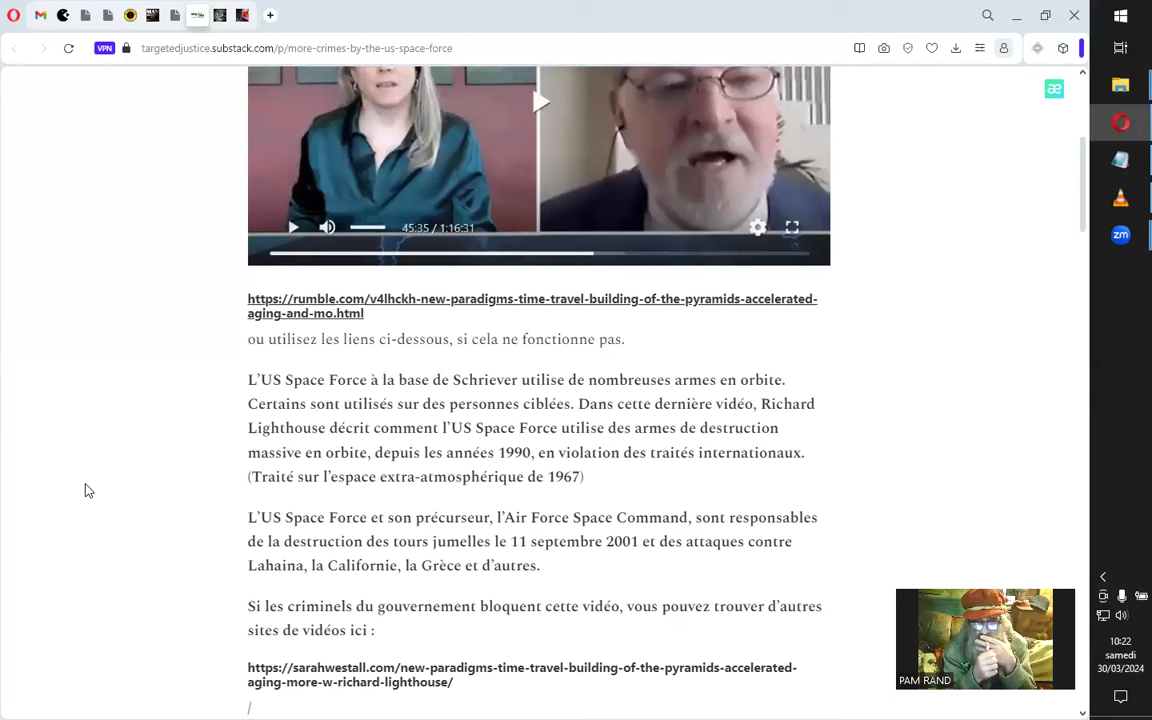 VPN
targetedjustice.substack.com/p/more-crimes-by-the-us-space-force
æ
45:35 / 1:16:31
https://rumble.com/v4lhckh-new-paradigms-time-travel-building-of-the-pyramids-accelerated-
aging-and-mo.html
ou utilisez les liens ci-dessous, si cela ne fonctionne pas.
L'US Space Force à la base de Schriever utilise de nombreuses armes en orbite.
Certains sont utilisés sur des personnes ciblées. Dans cette dernière vidéo, Richard
Lighthouse décrit comment l'US Space Force utilise des armes de destruction
massive en orbite, depuis les années 1990, en violation des traités internationaux.
(Traité sur l'espace extra-atmosphérique de 1967)
L'US Space Force et son précurseur, l'Air Force Space Command, sont responsables
de la destruction des tours jumelles le 11 septembre 2001 et des attaques contre
Lahaina, la Californie, la Grèce et d'autres.
Si les criminels du gouvernement bloquent cette vidéo, vous pouvez trouver d'autres
sites de vidéos ici :
https://sarahwestall.com/new-paradigms-time-travel-building-of-the-pyramids-accelerated-
aging-more-w-richard-lighthouse/
/
zm
PAM RAND
10:22
samedi
30/03/2024